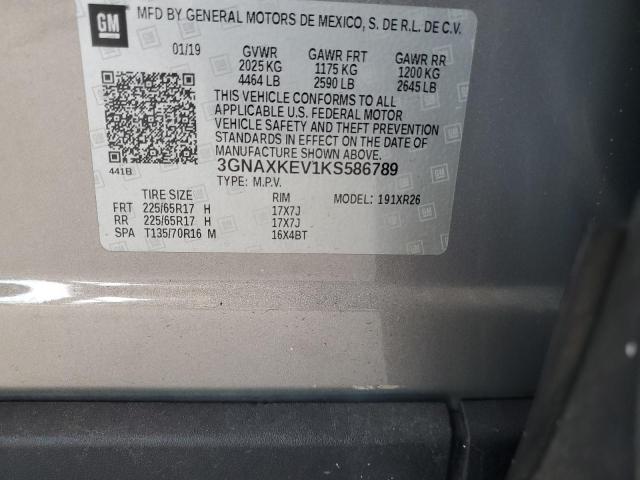 GM
MFD BY GENERAL MOTORS DE MEXICO, S. DE R.L. DE C.V.
01/19 GVWR GAWR FRT GAWR RR
2025 KG 1175 KG 1200 KG
4464 LB 2590 LB 2645 LB
THIS VEHICLE CONFORMS TO ALL
APPLICABLE U.S. FEDERAL MOTOR
VEHICLE SAFETY AND THEFT PREVENTION
STANDARDS IN EFFECT ON THE DATE OF
MANUFACTURE SHOWN ABOVE.
441B 3GNAXKEV1KS586789
TYPE: M.P.V.
TIRE SIZE RIM MODEL: 191XR26
FRT 225/65R17 H 17X7J
RR 225/65R17 H 17X7J
SPA T135/70R16 M 16X4BT